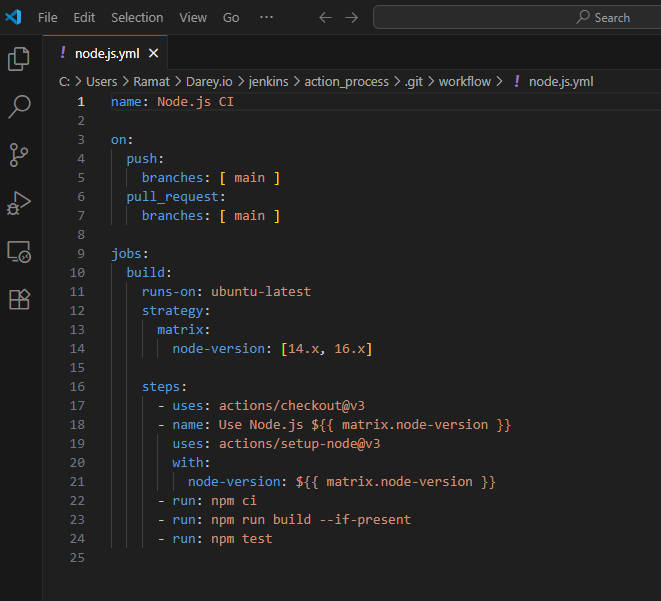 File Edit Selection View Go ··· ← → Search
! node.js.yml ×
C: > Users > Ramat > Darey.io > jenkins > action_process > .git > workflow > ! node.js.yml
1 name: Node.js CI
2
3 on:
4   push:
5     branches: [ main ]
6   pull_request:
7     branches: [ main ]
8
9 jobs:
10   build:
11     runs-on: ubuntu-latest
12     strategy:
13       matrix:
14         node-version: [14.x, 16.x]
15
16     steps:
17       - uses: actions/checkout@v3
18       - name: Use Node.js ${{ matrix.node-version }}
19         uses: actions/setup-node@v3
20         with:
21           node-version: ${{ matrix.node-version }}
22       - run: npm ci
23       - run: npm run build --if-present
24       - run: npm test
25